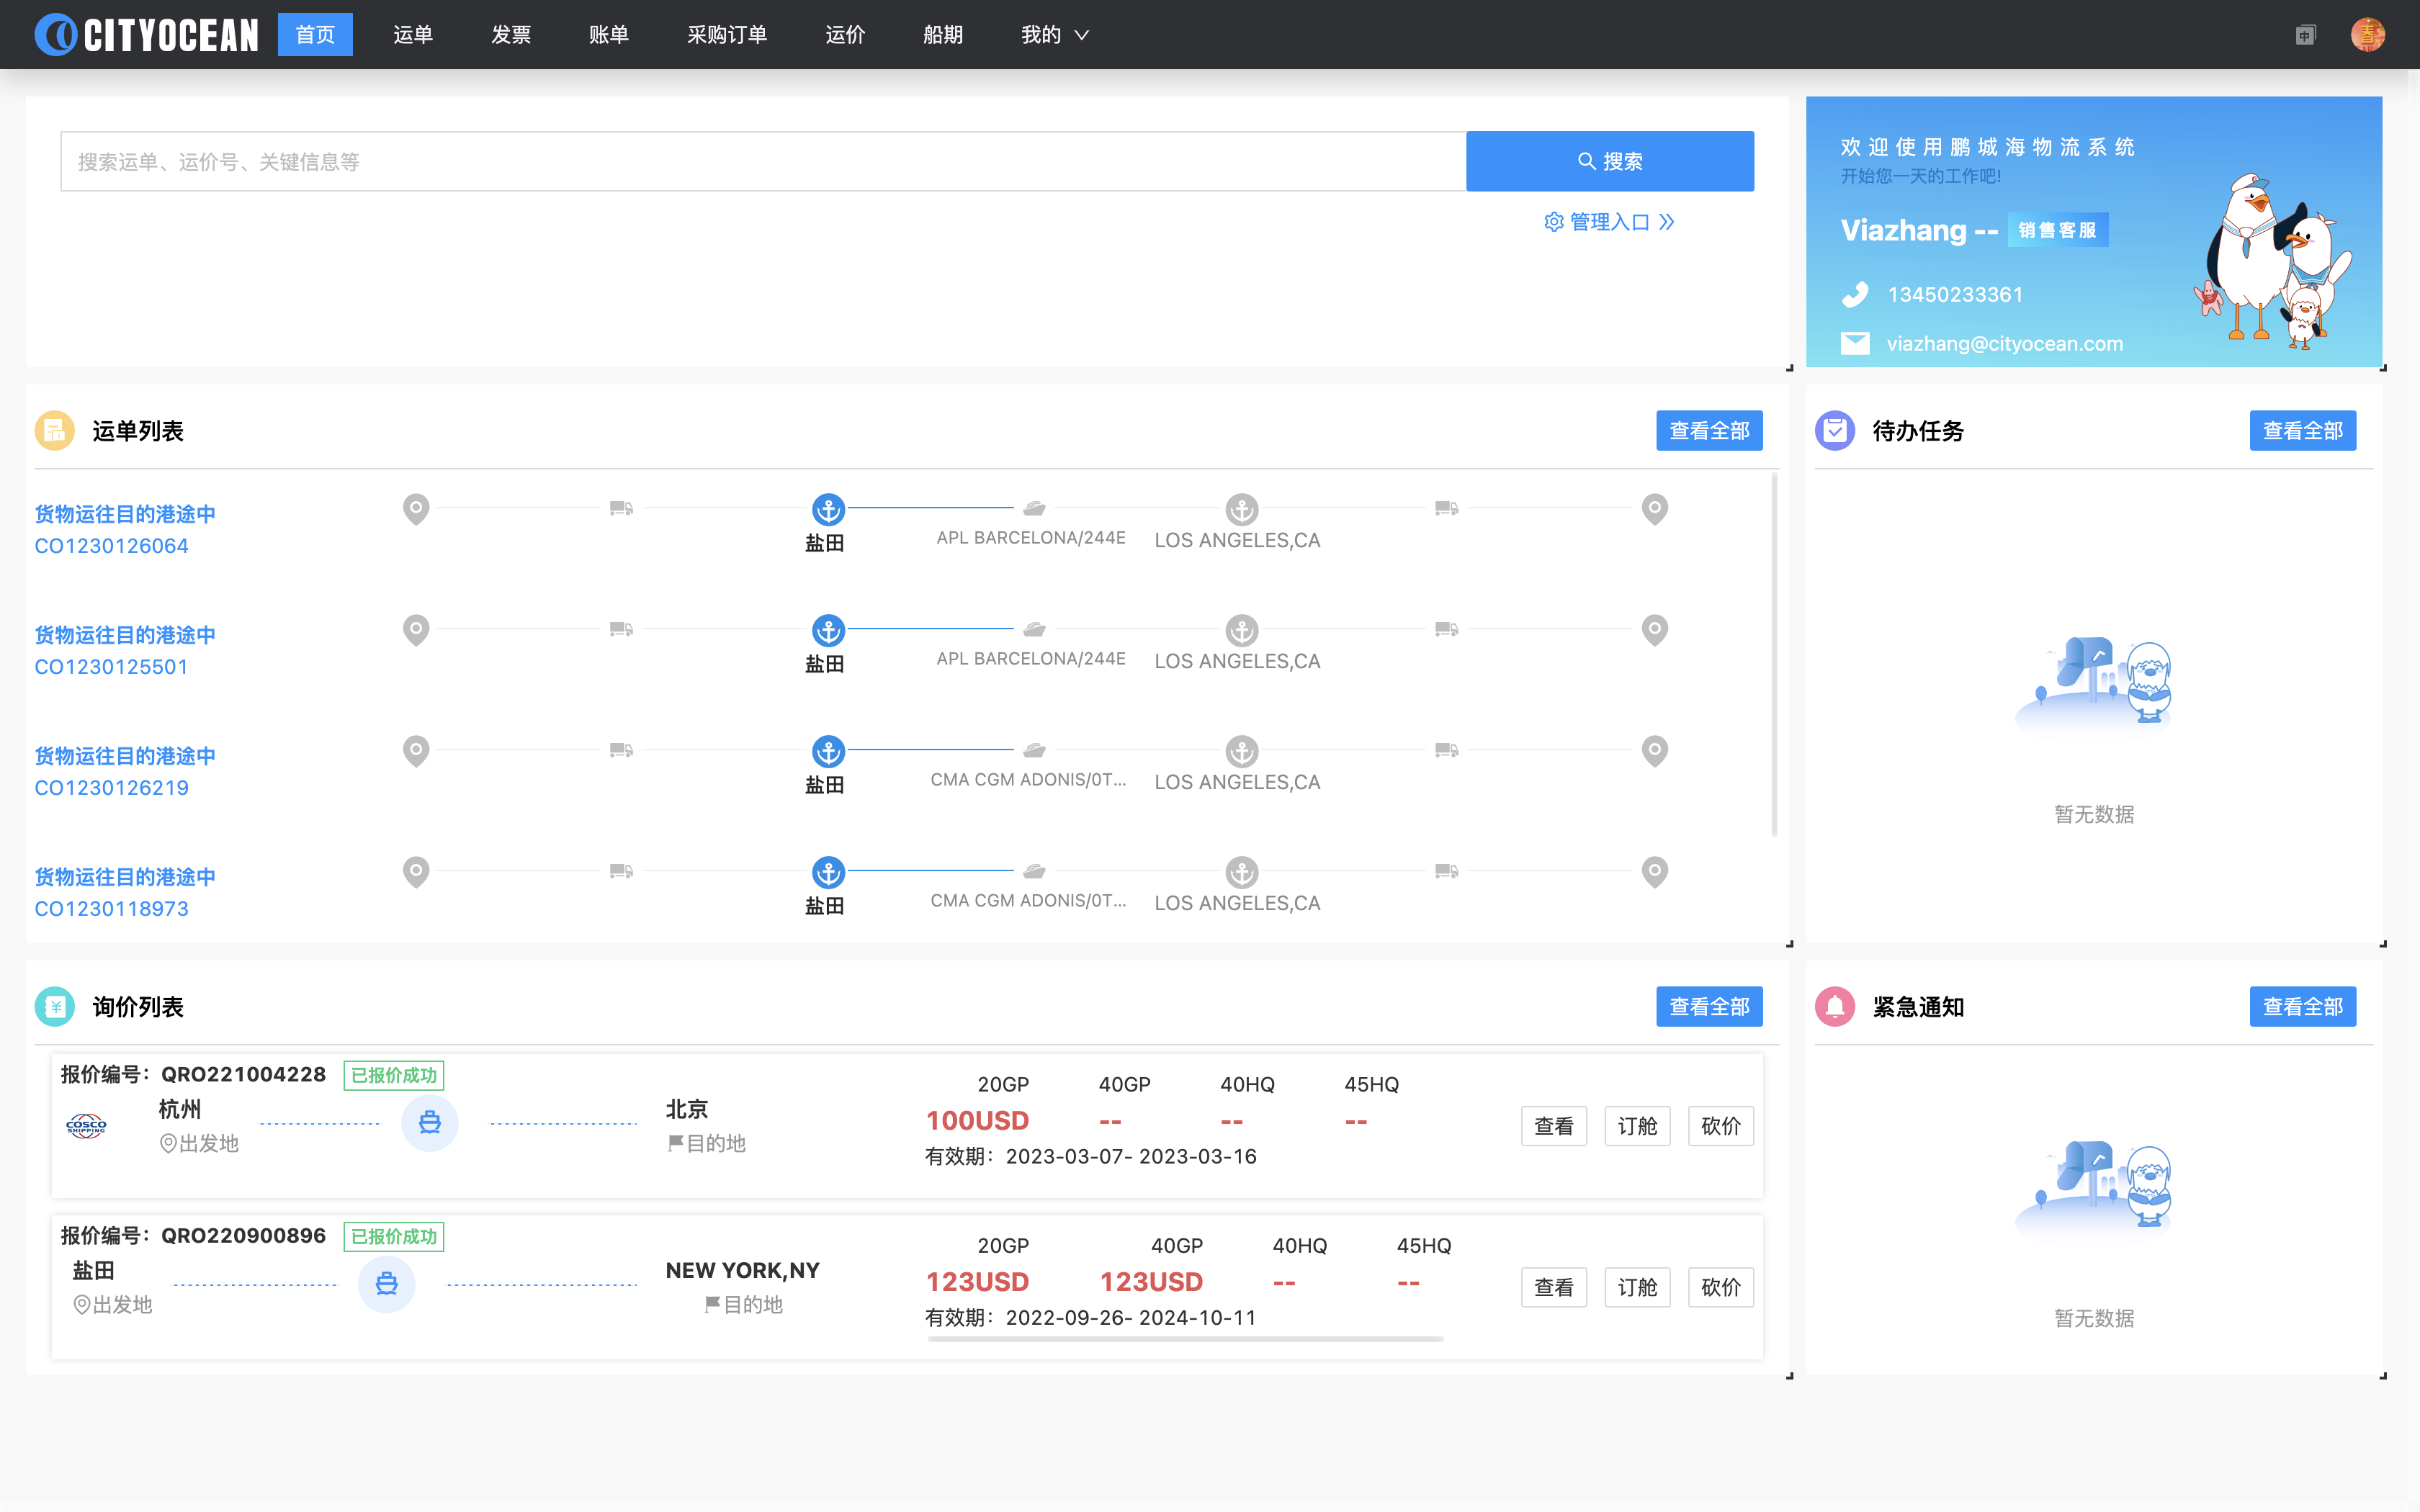 CITYOCEAN
首页
运单
发票
账单
采购订单
运价
船期
我的
中
搜索运单、运价号、关键信息等
搜索
管理入口
欢迎使用鹏城海物流系统
开始您一天的工作吧!
Viazhang --
销售客服
13450233361
viazhang@cityocean.com
运单列表
查看全部
货物运往目的港途中
CO1230126064
盐田
APL BARCELONA/244E
LOS ANGELES,CA
货物运往目的港途中
CO1230125501
盐田
APL BARCELONA/244E
LOS ANGELES,CA
货物运往目的港途中
CO1230126219
盐田
CMA CGM ADONIS/0T...
LOS ANGELES,CA
货物运往目的港途中
CO1230118973
盐田
CMA CGM ADONIS/0T...
LOS ANGELES,CA
待办任务
查看全部
暂无数据
询价列表
查看全部
报价编号：QRO221004228
已报价成功
COSCO
SHIPPING
杭州
出发地
北京
目的地
20GP 40GP 40HQ 45HQ
100USD -- -- --
有效期：2023-03-07- 2023-03-16
查看
订舱
砍价
报价编号：QRO220900896
已报价成功
盐田
出发地
NEW YORK,NY
目的地
20GP 40GP 40HQ 45HQ
123USD 123USD -- --
有效期：2022-09-26- 2024-10-11
查看
订舱
砍价
紧急通知
查看全部
暂无数据